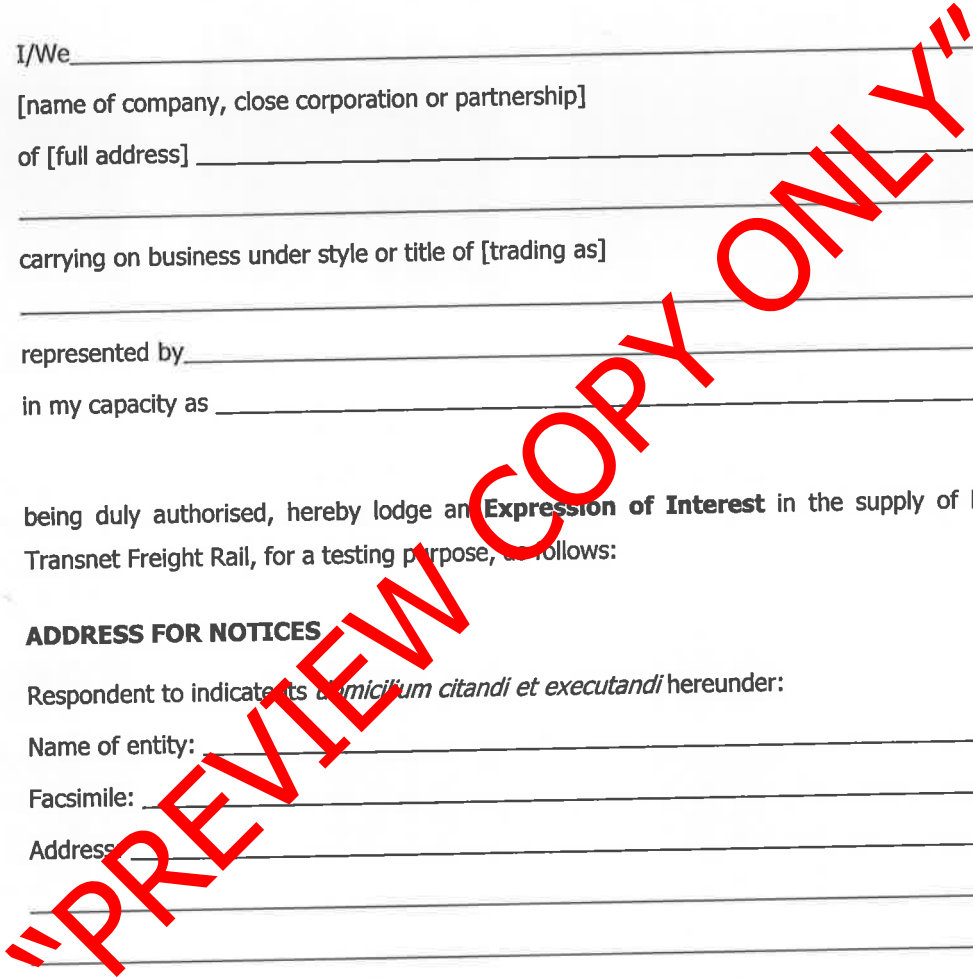 I/We
[name of company, close corporation or partnership]
of [full address]
carrying on business under style or title of [trading as]
represented by
in my capacity as
being duly authorised, hereby lodge an Expression of Interest in the supply of
Transnet Freight Rail, for a testing purpose, as follows:
ADDRESS FOR NOTICES
Respondent to indicate its domicilium citandi et executandi hereunder:
Name of entity:
Facsimile:
Address:
"PREVIEW COPY ONLY"